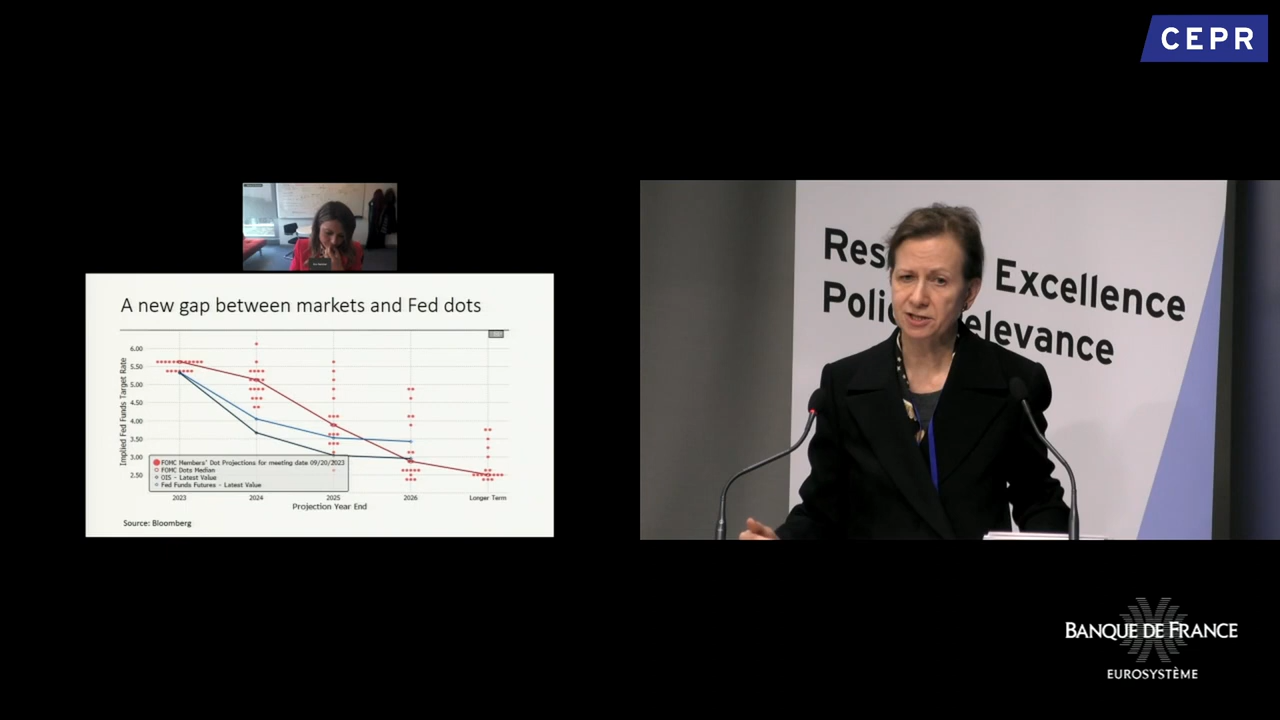 CEPR
A new gap between markets and Fed dots
Implied Fed Funds Target Rate
6.00
5.50
5.00
4.50
4.00
3.50
3.00
2.50
FOMC Members' Dot Projections for meeting date 09/20/2023
FOMC Dots Median
OIS - Latest Value
Fed Funds Futures - Latest Value
2023 2024 2025 2026 Longer Term
Projection Year End
Source: Bloomberg
Res Excellence
Poli elevance
BANQUE DE FRANCE
EUROSYSTÈME